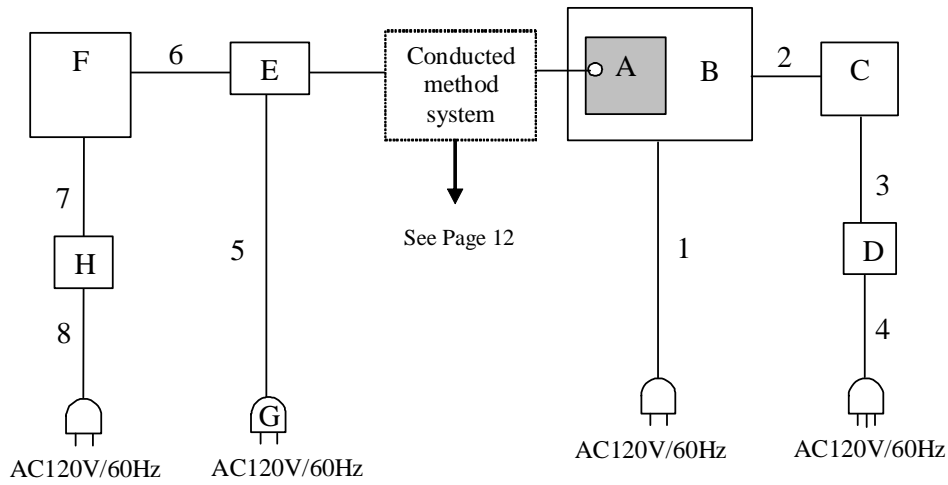 F
6
E
Conducted
method
system
A
B
2
C
7
5
See Page 12
1
3
H
D
8
4
G
AC120V/60Hz
AC120V/60Hz
AC120V/60Hz
AC120V/60Hz